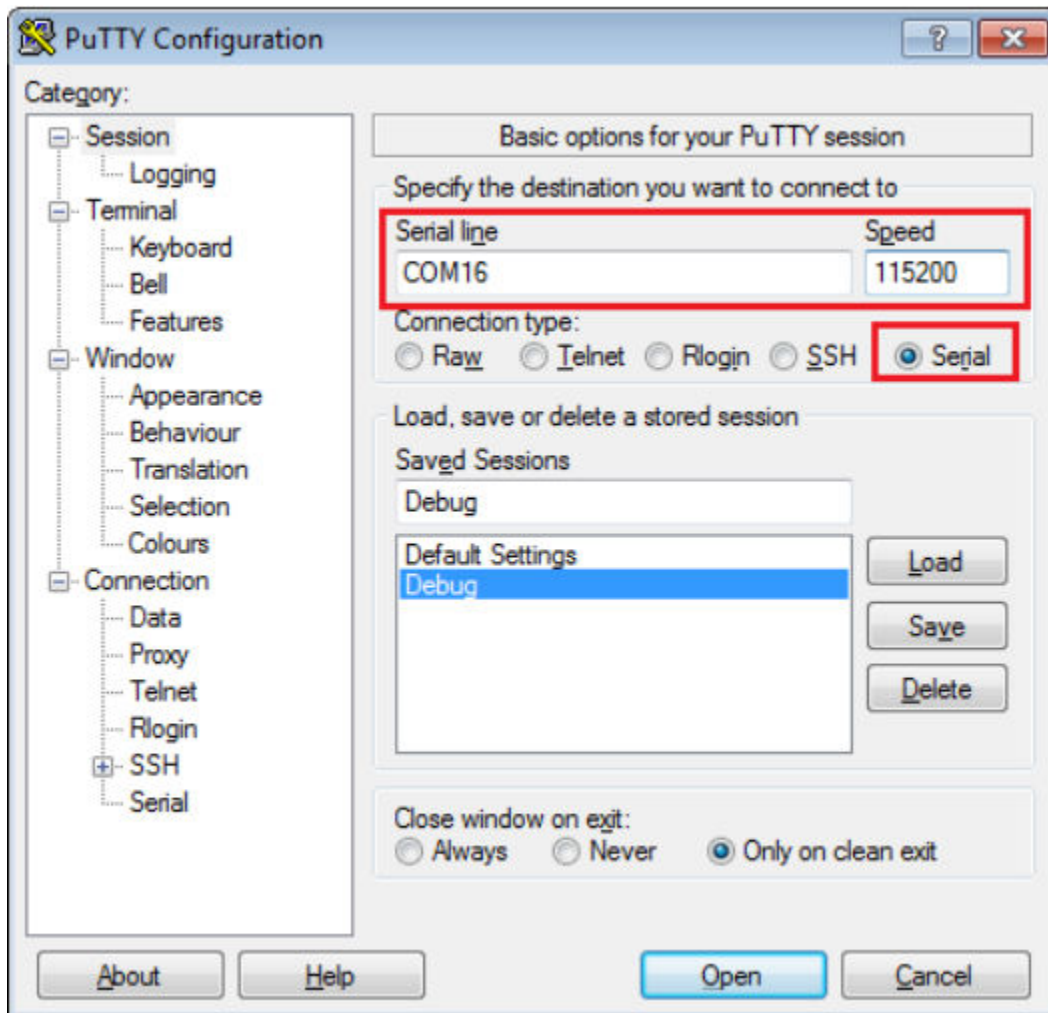 PuTTY Configuration
Category:
Session
Logging
Terminal
Keyboard
Bell
Features
Window
Appearance
Behaviour
Translation
Selection
Colours
Connection
Data
Proxy
Telnet
Rlogin
SSH
Serial
Basic options for your PuTTY session
Specify the destination you want to connect to
Serial line Speed
COM16 115200
Connection type:
Raw Telnet Rlogin SSH Serial
Load, save or delete a stored session
Saved Sessions
Debug
Default Settings
Debug
Load
Save
Delete
Close window on exit:
Always Never Only on clean exit
About Help Open Cancel